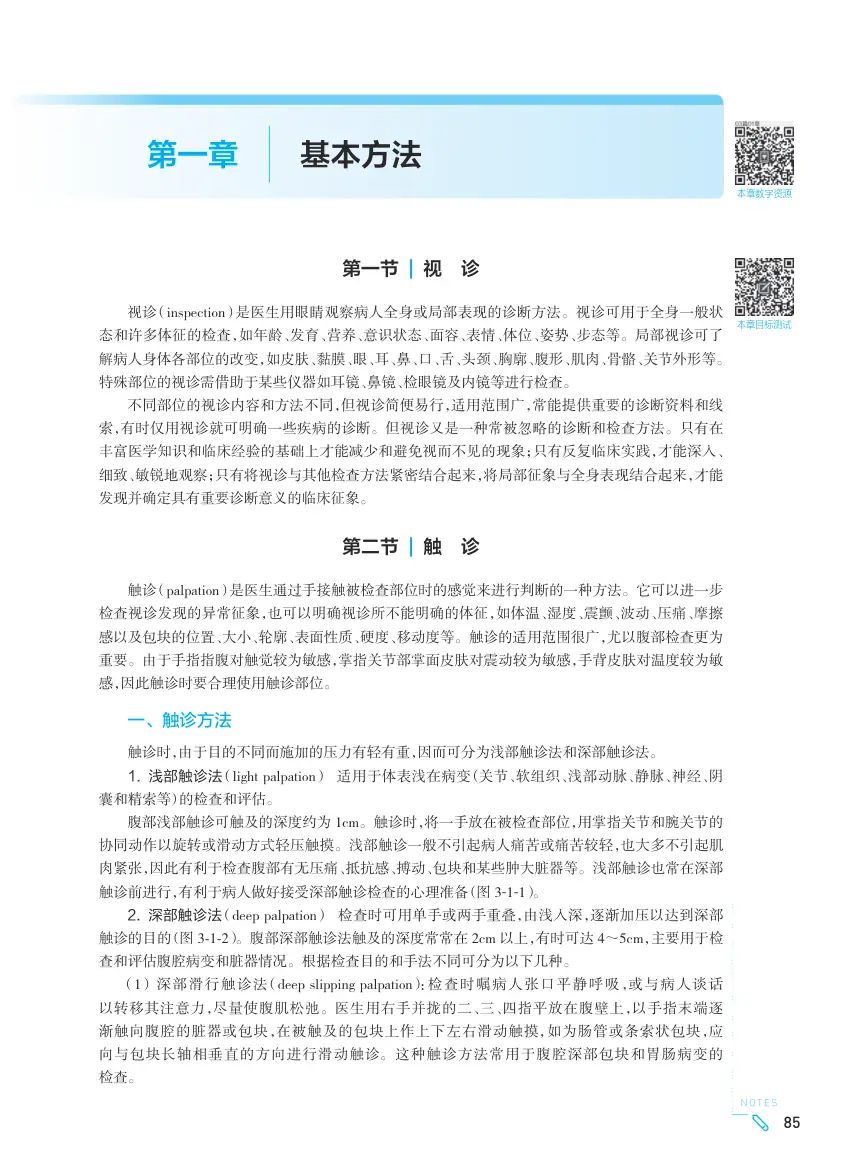 第一章 基本方法
本章数字资源
第一节 视 诊
本章目标测试
视诊(inspection)是医生用眼睛观察病人全身或局部表现的诊断方法。视诊可用于全身一般状
态和许多体征的检查,如年龄、发育、营养、意识状态、面容、表情、体位、姿势、步态等。局部视诊可了
解病人身体各部位的改变,如皮肤、黏膜、眼、耳、鼻、口、舌、头颈、胸廓、腹形、肌肉、骨骼、关节外形等。
特殊部位的视诊需借助于某些仪器如耳镜、鼻镜、检眼镜及内镜等进行检查。
不同部位的视诊内容和方法不同,但视诊简便易行,适用范围广,常能提供重要的诊断资料和线
索,有时仅用视诊就可明确一些疾病的诊断。但视诊又是一种常被忽略的诊断和检查方法。只有在
丰富医学知识和临床经验的基础上才能减少和避免视而不见的现象;只有反复临床实践,才能深入、
细致、敏锐地观察;只有将视诊与其他检查方法紧密结合起来,将局部征象与全身表现结合起来,才能
发现并确定具有重要诊断意义的临床征象。
第二节 触 诊
触诊(palpation)是医生通过手接触被检查部位时的感觉来进行判断的一种方法。它可以进一步
检查视诊发现的异常征象,也可以明确视诊所不能明确的体征,如体温、湿度、震颤、波动、压痛、摩擦
感以及包块的位置、大小、轮廓、表面性质、硬度、移动度等。触诊的适用范围很广,尤以腹部检查更为
重要。由于手指指腹对触觉较为敏感,掌指关节部掌面皮肤对震动较为敏感,手背皮肤对温度较为敏
感,因此触诊时要合理使用触诊部位。
一、触诊方法
触诊时,由于目的不同而施加的压力有轻有重,因而可分为浅部触诊法和深部触诊法。
1. 浅部触诊法(light palpation) 适用于体表浅在病变(关节、软组织、浅部动脉、静脉、神经、阴
囊和精索等)的检查和评估。
腹部浅部触诊可触及的深度约为 1cm。触诊时,将一手放在被检查部位,用掌指关节和腕关节的
协同动作以旋转或滑动方式轻压触摸。浅部触诊一般不引起病人痛苦或痛苦较轻,也大多不引起肌
肉紧张,因此有利于检查腹部有无压痛、抵抗感、搏动、包块和某些肿大脏器等。浅部触诊也常在深部
触诊前进行,有利于病人做好接受深部触诊检查的心理准备(图 3-1-1)。
2. 深部触诊法(deep palpation) 检查时可用单手或两手重叠,由浅入深,逐渐加压以达到深部
触诊的目的(图 3-1-2)。腹部深部触诊法触及的深度常常在 2cm 以上,有时可达 4～5cm,主要用于检
查和评估腹腔病变和脏器情况。根据检查目的和手法不同可分为以下几种。
(1)深部滑行触诊法(deep slipping palpation):检查时嘱病人张口平静呼吸,或与病人谈话
以转移其注意力,尽量使腹肌松弛。医生用右手并拢的二、三、四指平放在腹壁上,以手指末端逐
渐触向腹腔的脏器或包块,在被触及的包块上作上下左右滑动触摸,如为肠管或条索状包块,应
向与包块长轴相垂直的方向进行滑动触诊。这种触诊方法常用于腹腔深部包块和胃肠病变的
检查。
NOTES
85